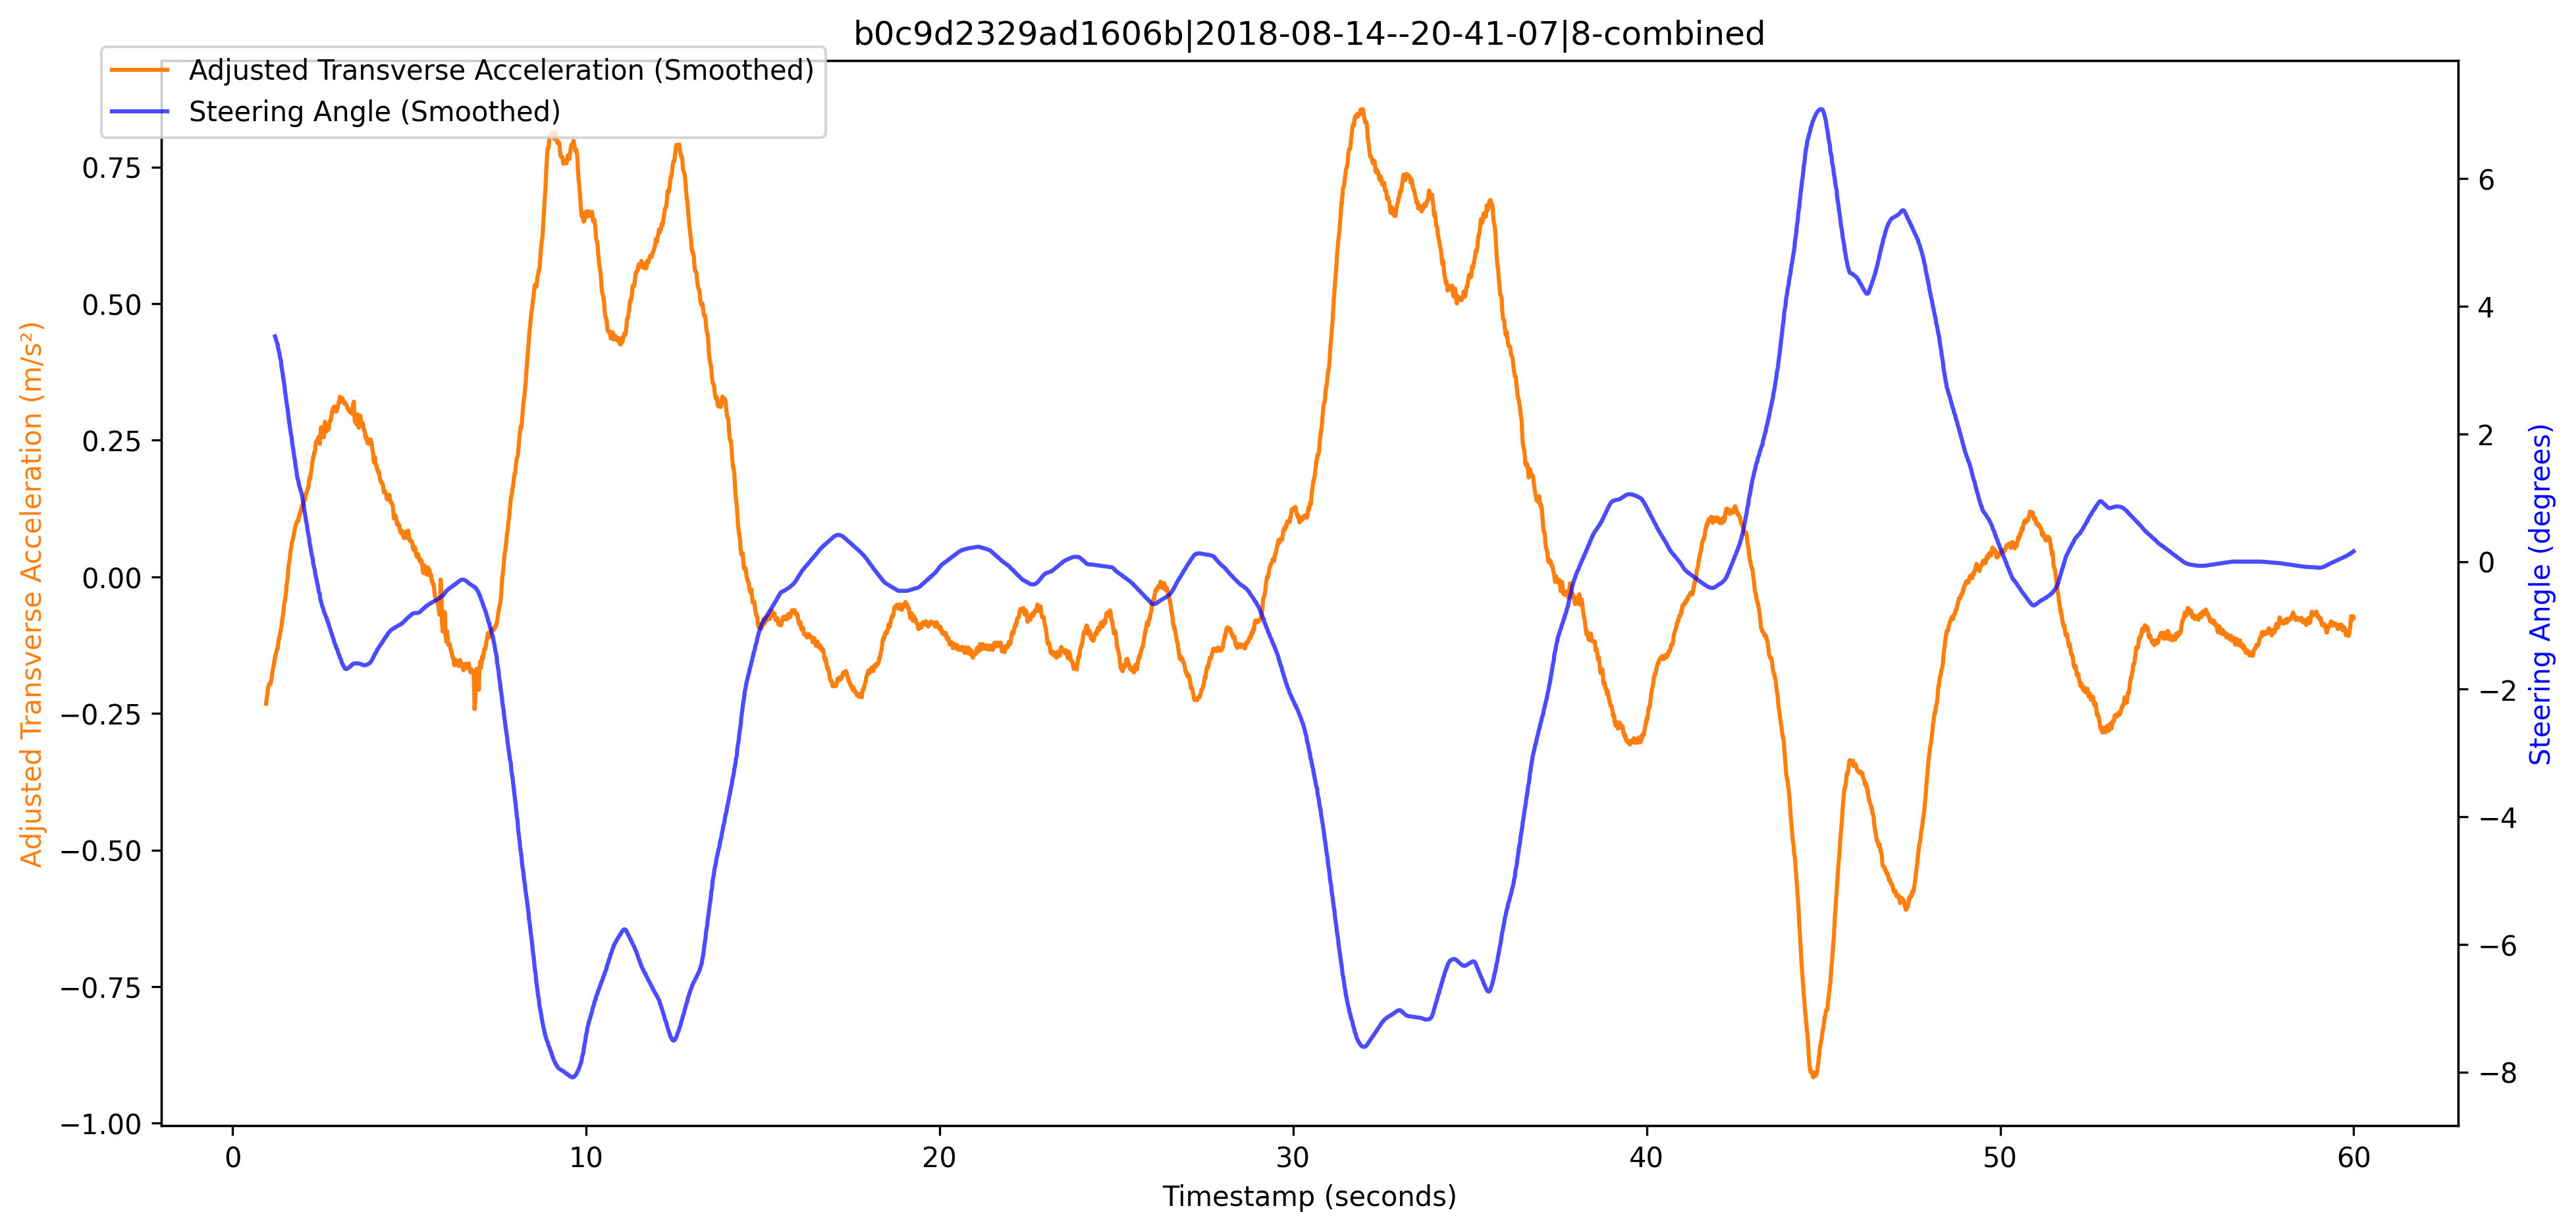 b0c9d2329ad1606b|2018-08-14--20-41-07|8-combined
Adjusted Transverse Acceleration (Smoothed)
Steering Angle (Smoothed)
Adjusted Transverse Acceleration (m/s²)
0.75
0.50
0.25
0.00
−0.25
−0.50
−0.75
−1.00
6
4
2
0
−2
−4
−6
−8
Steering Angle (degrees)
0 10 20 30 40 50 60
Timestamp (seconds)